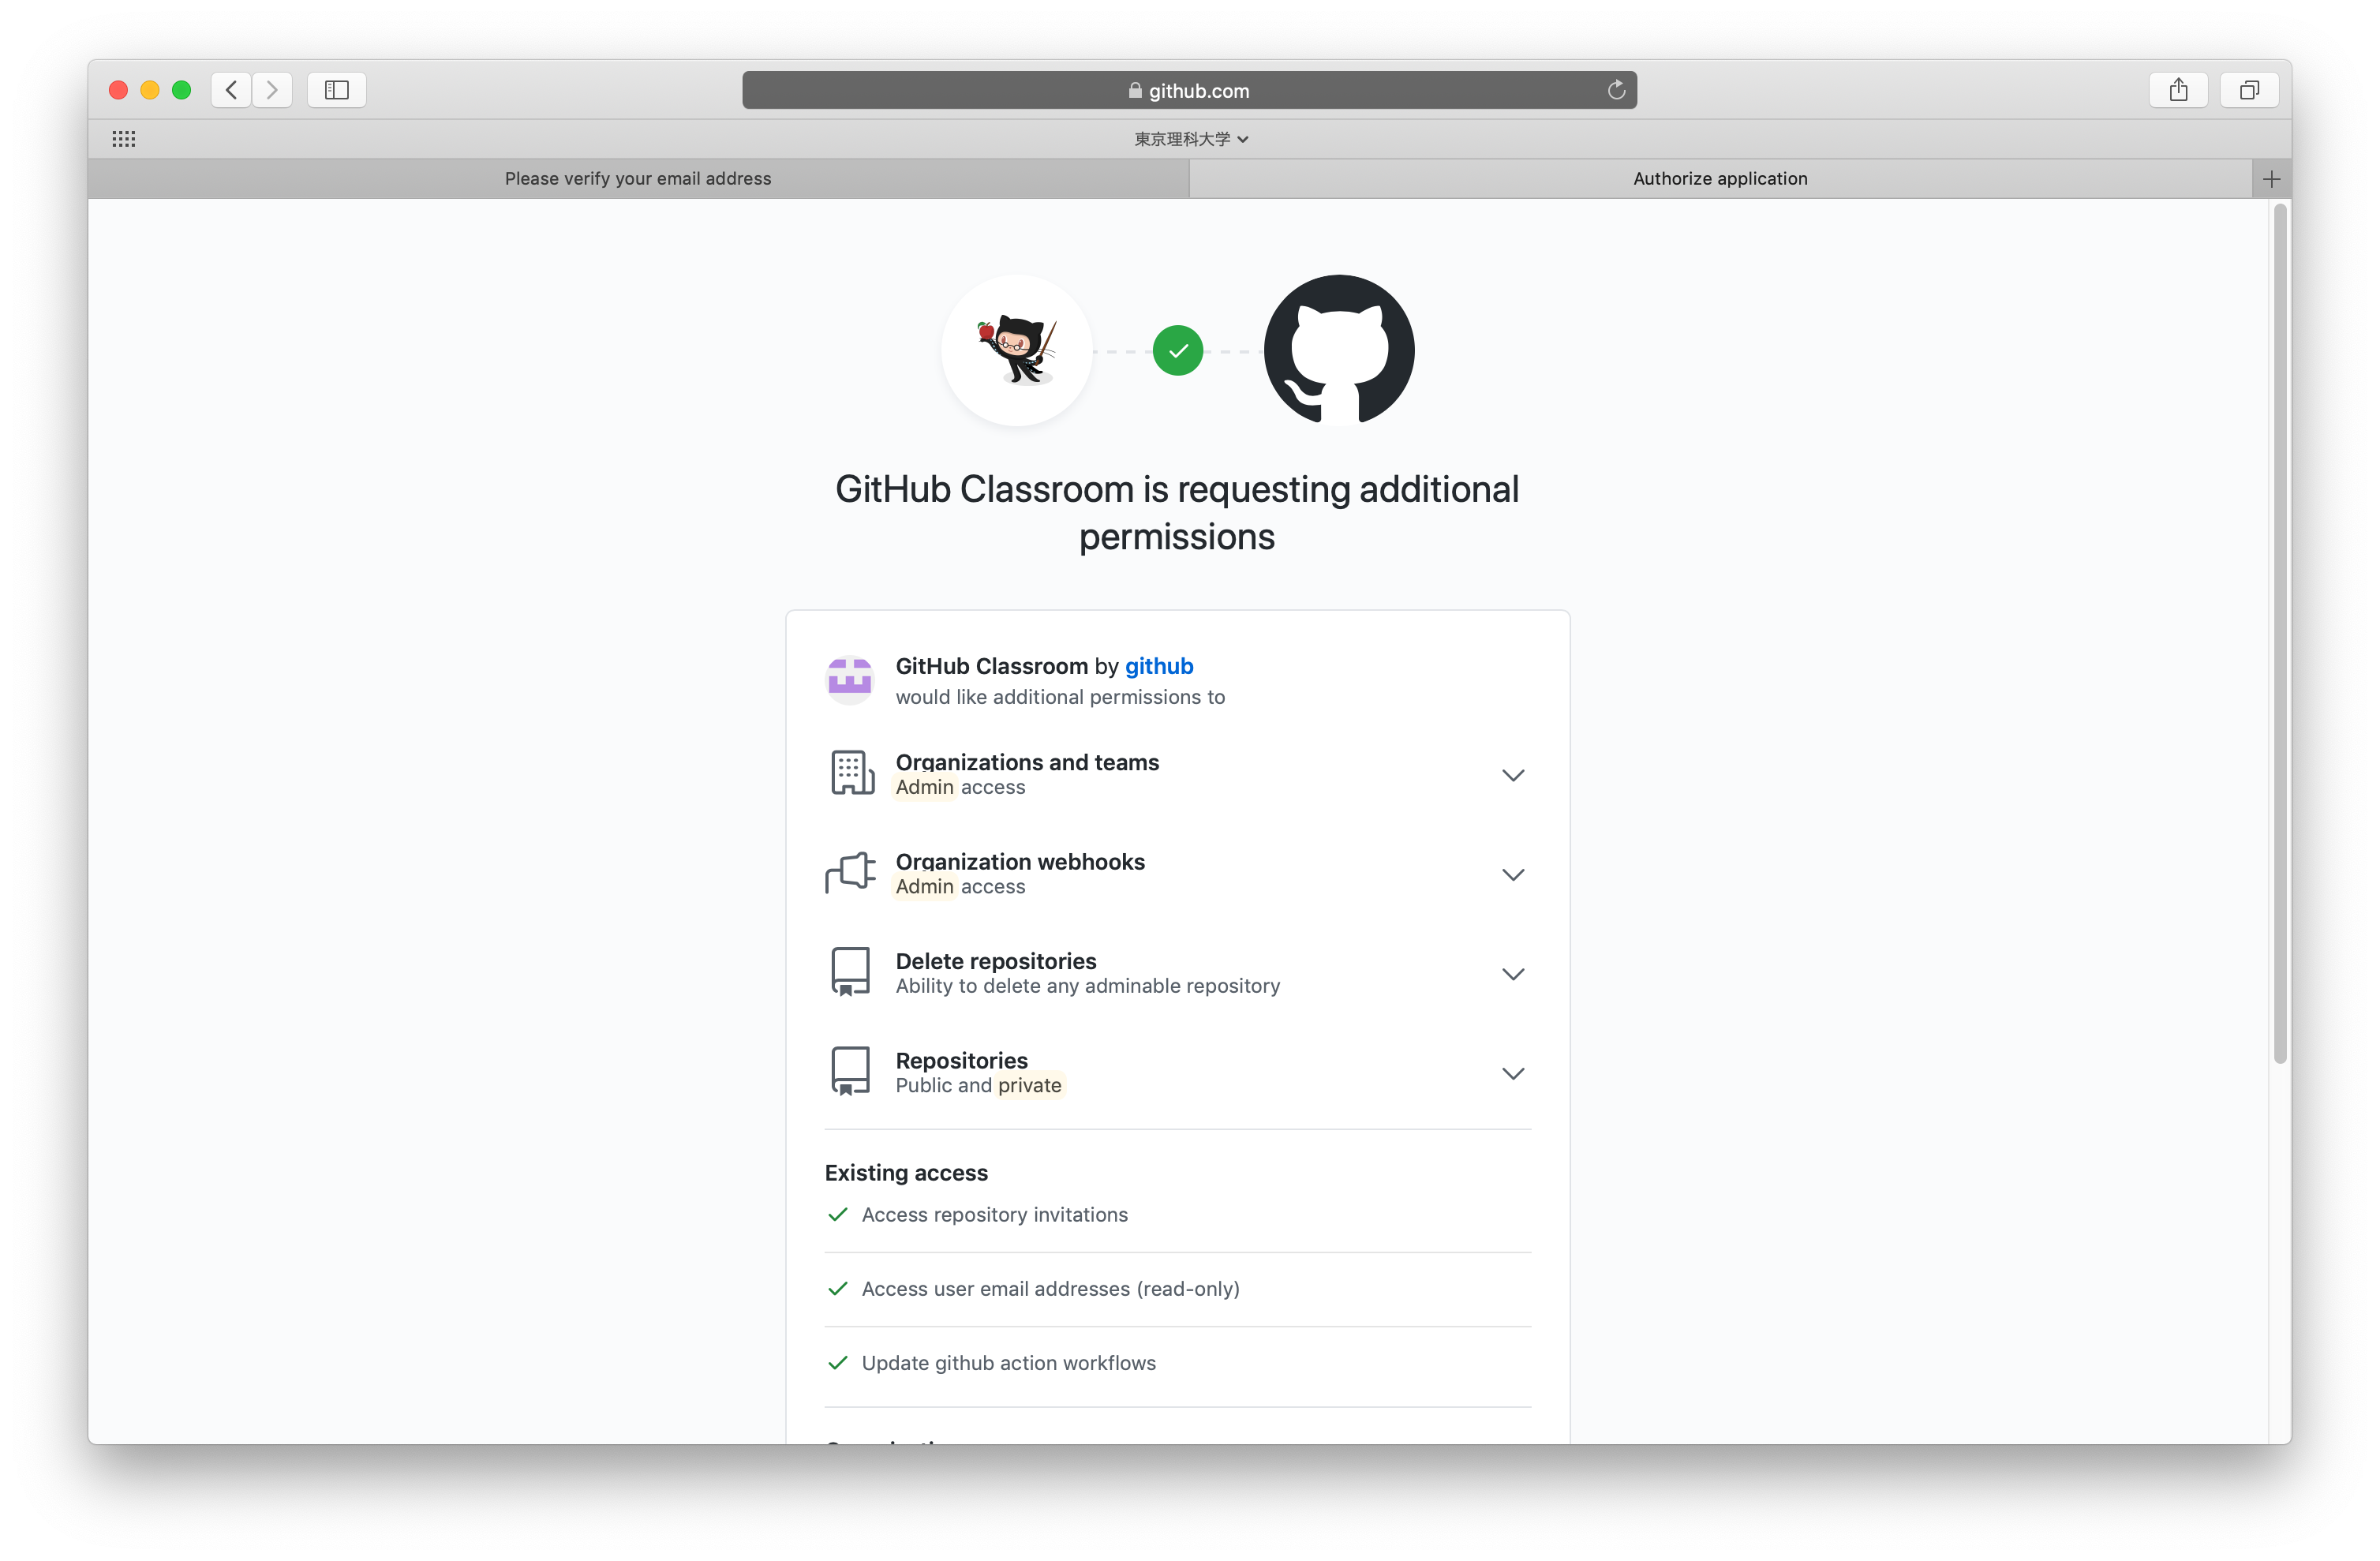 github.com
東京理科大学
Please verify your email address
Authorize application
GitHub Classroom is requesting additional
permissions
GitHub Classroom by github
would like additional permissions to
Organizations and teams
Admin access
Organization webhooks
Admin access
Delete repositories
Ability to delete any adminable repository
Repositories
Public and private
Existing access
Access repository invitations
Access user email addresses (read-only)
Update github action workflows